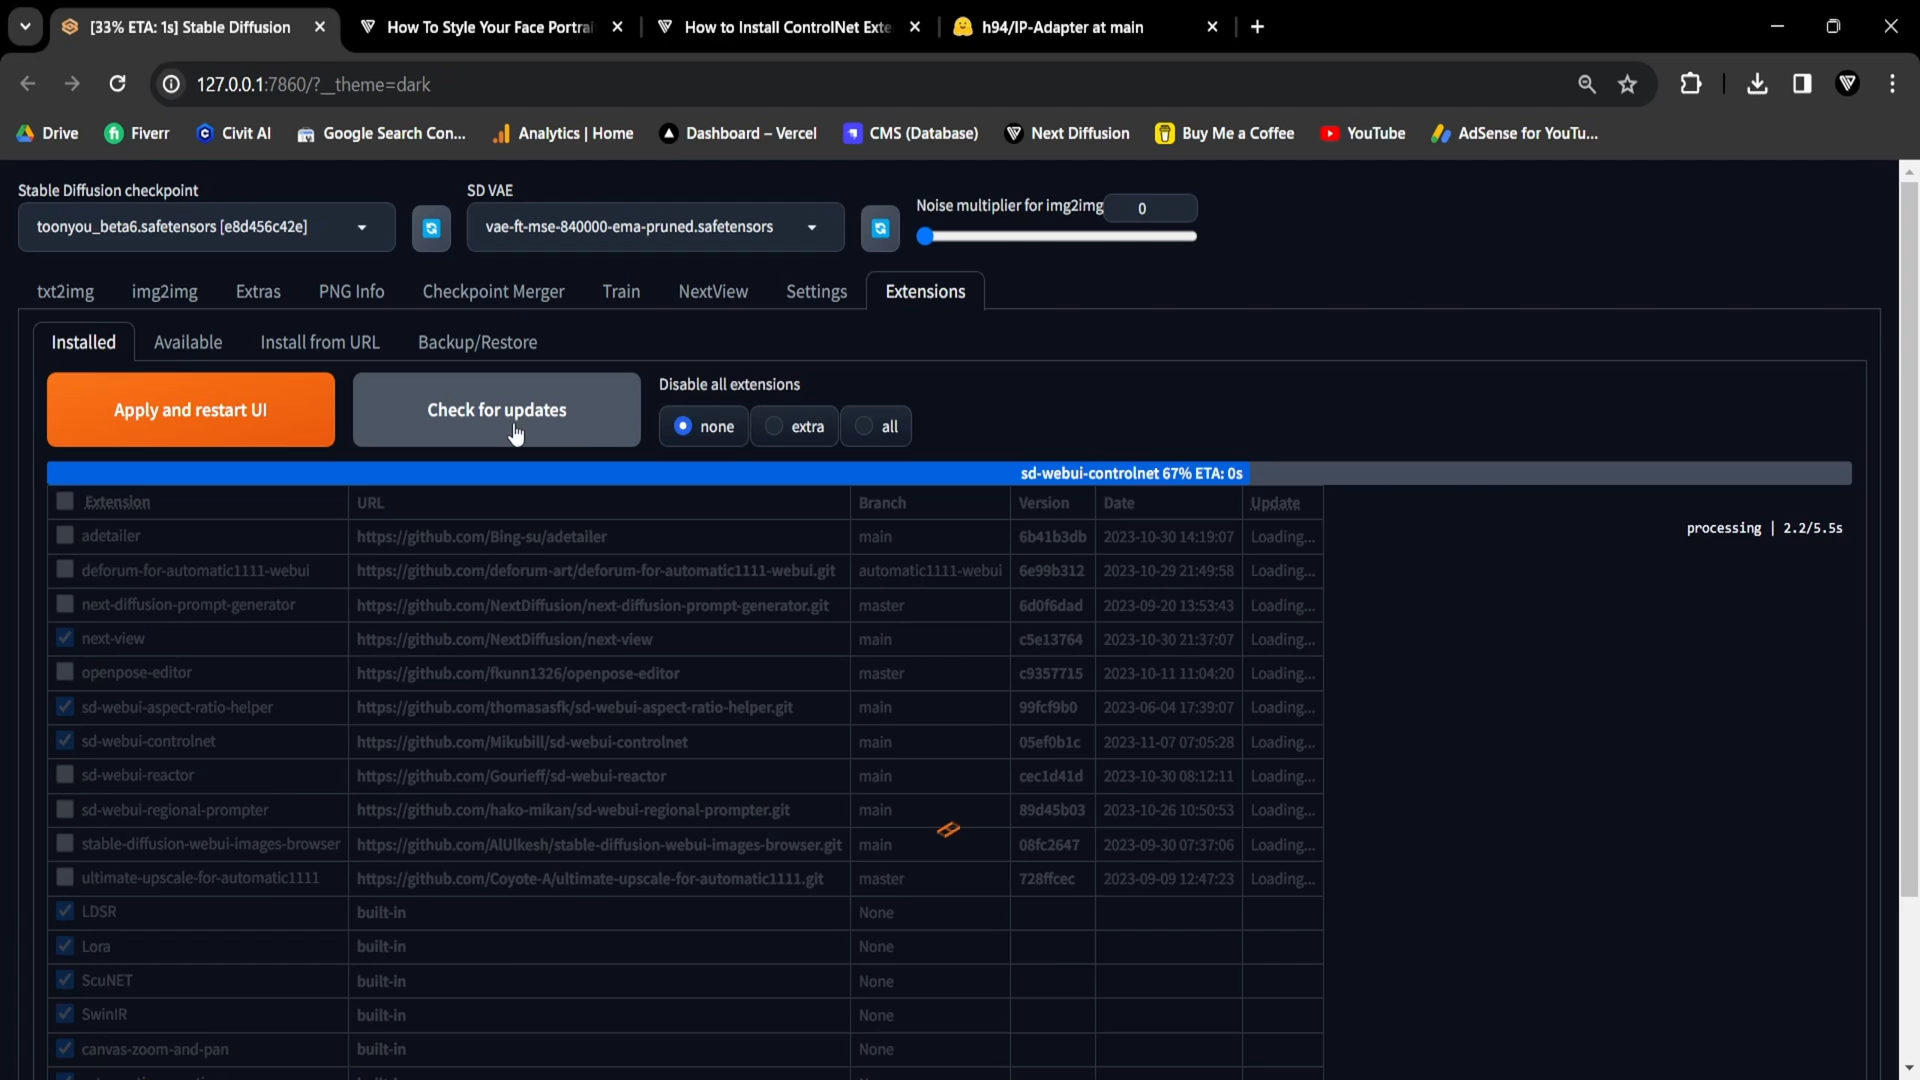 [33% ETA: 1s] Stable Diffusion
How To Style Your Face Portrai
How to Install ControlNet Exte
h94/IP-Adapter at main
127.0.0.1:7860/?__theme=dark
Drive
Fiverr
Civit AI
Google Search Con...
Analytics | Home
Dashboard – Vercel
CMS (Database)
Next Diffusion
Buy Me a Coffee
YouTube
AdSense for YouTu...
Stable Diffusion checkpoint
toonyou_beta6.safetensors [e8d456c42e]
SD VAE
vae-ft-mse-840000-ema-pruned.safetensors
Noise multiplier for img2img
0
txt2img
img2img
Extras
PNG Info
Checkpoint Merger
Train
NextView
Settings
Extensions
Installed
Available
Install from URL
Backup/Restore
Apply and restart UI
Check for updates
Disable all extensions
none
extra
all
sd-webui-controlnet 67% ETA: 0s
processing | 2.2/5.5s
Extension URL Branch Version Date Update
adetailer https://github.com/Bing-su/adetailer main 6b41b3db 2023-10-30 14:19:07 Loading...
deforum-for-automatic1111-webui https://github.com/deforum-art/deforum-for-automatic1111-webui.git automatic1111-webui 6e99b312 2023-10-29 21:49:58 Loading...
next-diffusion-prompt-generator https://github.com/NextDiffusion/next-diffusion-prompt-generator.git master 6d0f6dad 2023-09-20 13:53:43 Loading...
next-view https://github.com/NextDiffusion/next-view main c5e13764 2023-10-30 21:37:07 Loading...
openpose-editor https://github.com/fkunn1326/openpose-editor master c9357715 2023-10-11 11:04:20 Loading...
sd-webui-aspect-ratio-helper https://github.com/thomasasfk/sd-webui-aspect-ratio-helper.git main 99fcf9b0 2023-06-04 17:39:07 Loading...
sd-webui-controlnet https://github.com/Mikubill/sd-webui-controlnet main 05ef0b1c 2023-11-07 07:05:28 Loading...
sd-webui-reactor https://github.com/Gourieff/sd-webui-reactor main cec1d41d 2023-10-30 08:12:11 Loading...
sd-webui-regional-prompter https://github.com/hako-mikan/sd-webui-regional-prompter.git main 89d45b03 2023-10-26 10:50:53 Loading...
stable-diffusion-webui-images-browser https://github.com/AlUlkesh/stable-diffusion-webui-images-browser.git main 08fc2647 2023-09-30 07:37:06 Loading...
ultimate-upscale-for-automatic1111 https://github.com/Coyote-A/ultimate-upscale-for-automatic1111.git master 728ffcec 2023-09-09 12:47:23 Loading...
LDSR built-in None
Lora built-in None
ScuNET built-in None
SwinIR built-in None
canvas-zoom-and-pan built-in None